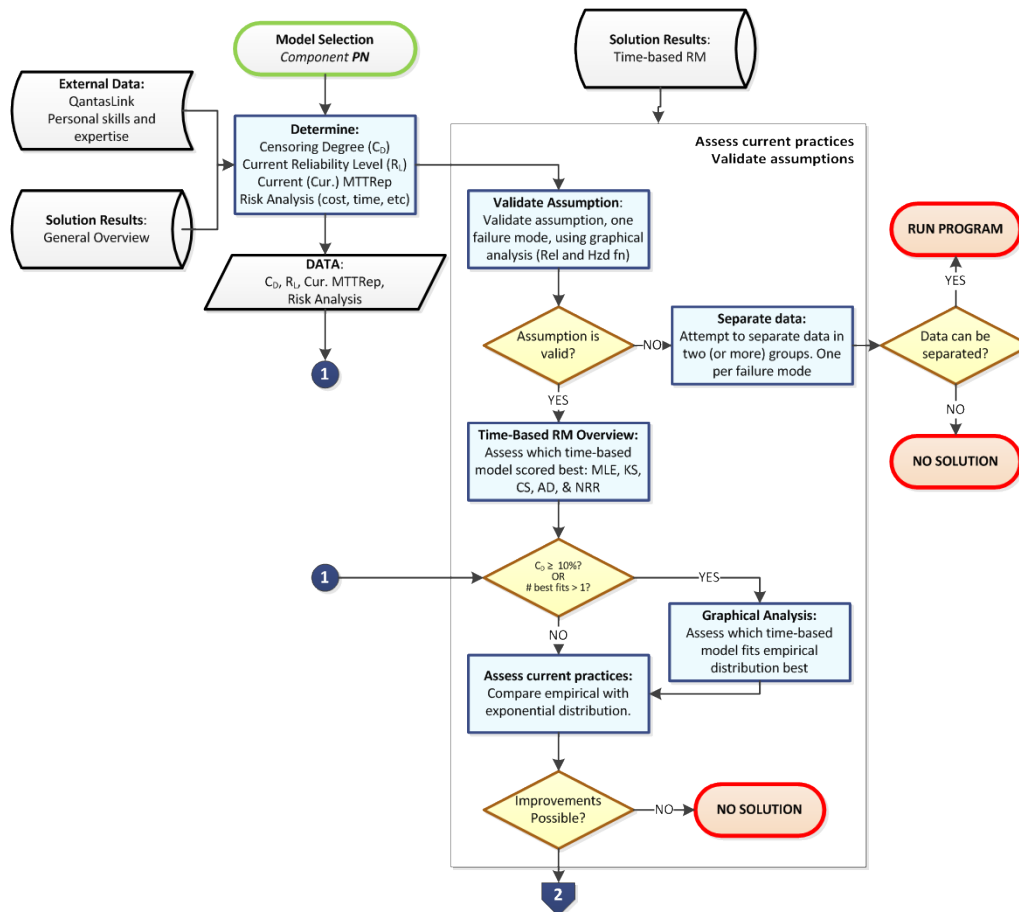 Model Selection
Component PN
Solution Results:
Time-based RM
External Data:
QantasLink
Personal skills and
expertise
Determine:
Censoring Degree (CD)
Current Reliability Level (RL)
Current (Cur.) MTTRep
Risk Analysis (cost, time, etc)
Solution Results:
General Overview
DATA:
CD, RL, Cur. MTTRep,
Risk Analysis
1
Assess current practices
Validate assumptions
Validate Assumption:
Validate assumption, one
failure mode, using graphical
analysis (Rel and Hzd fn)
Assumption is
valid?
NO
Separate data:
Attempt to separate data in
two (or more) groups. One
per failure mode
RUN PROGRAM
YES
Data can be
separated?
NO
NO SOLUTION
YES
Time-Based RM Overview:
Assess which time-based
model scored best: MLE, KS,
CS, AD, & NRR
1
CD ≥ 10%?
OR
# best fits > 1?
YES
Graphical Analysis:
Assess which time-based
model fits empirical
distribution best
NO
Assess current practices:
Compare empirical with
exponential distribution.
Improvements
Possible?
NO
NO SOLUTION
2